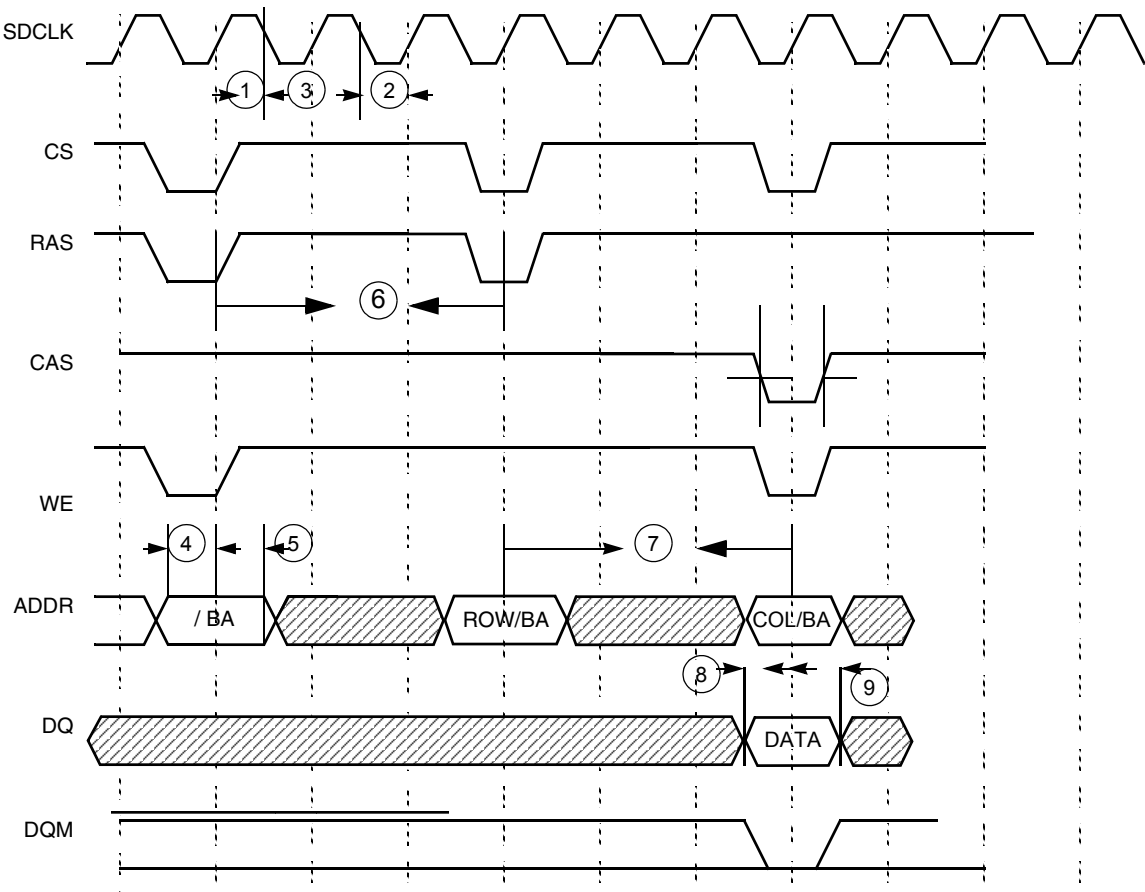 SDCLK
1 3 2
CS
RAS
6
CAS
WE
4 5 7
ADDR / BA ROW/BA COL/BA
8 9
DQ DATA
DQM